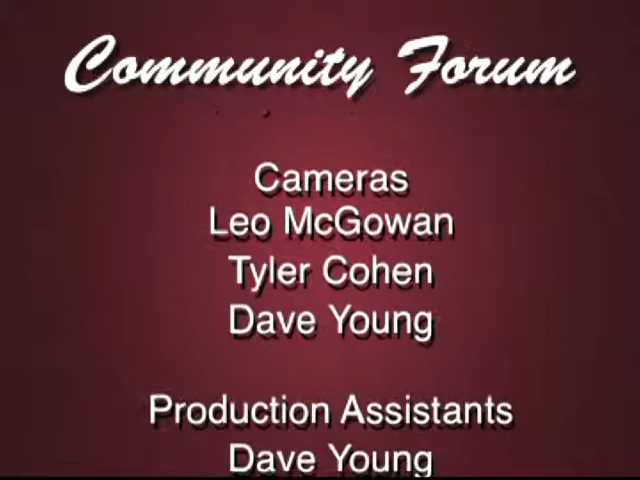 Community Forum
Cameras
Leo McGowan
Tyler Cohen
Dave Young
Production Assistants
Dave Young